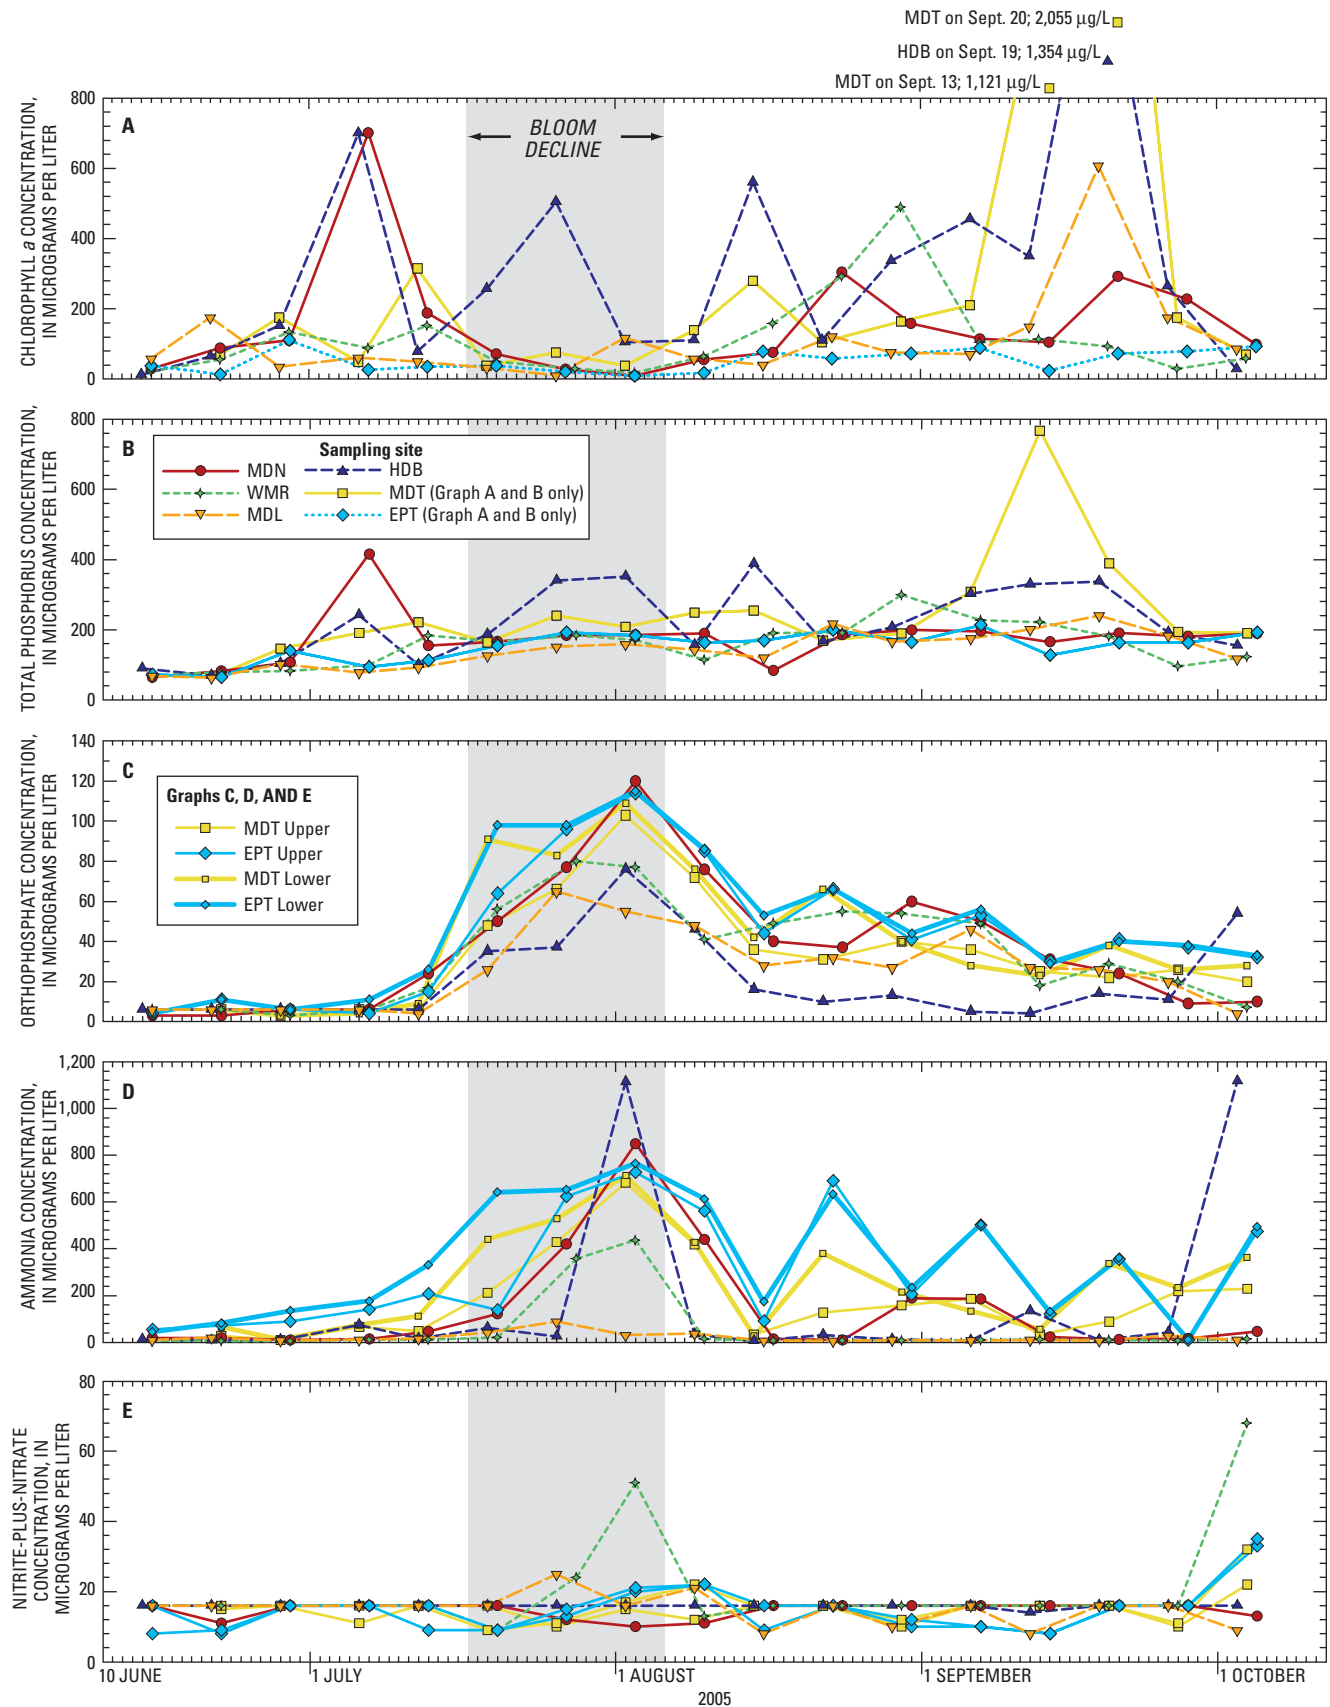 MDT on Sept. 20; 2,055 µg/L
HDB on Sept. 19; 1,354 µg/L
MDT on Sept. 13; 1,121 µg/L
CHLOROPHYLL a CONCENTRATION,
IN MICROGRAMS PER LITER
800
600
400
200
0
A
BLOOM
DECLINE
TOTAL PHOSPHORUS CONCENTRATION,
IN MICROGRAMS PER LITER
800
600
400
200
0
B
Sampling site
MDN
HDB
WMR
MDT (Graph A and B only)
MDL
EPT (Graph A and B only)
ORTHOPHOSPHATE CONCENTRATION,
IN MICROGRAMS PER LITER
140
120
100
80
60
40
20
0
C
Graphs C, D, AND E
MDT Upper
EPT Upper
MDT Lower
EPT Lower
AMMONIA CONCENTRATION,
IN MICROGRAMS PER LITER
1,200
1,000
800
600
400
200
0
D
NITRITE-PLUS-NITRATE
CONCENTRATION, IN
MICROGRAMS PER LITER
80
60
40
20
0
E
10 JUNE
1 JULY
1 AUGUST
1 SEPTEMBER
1 OCTOBER
2005